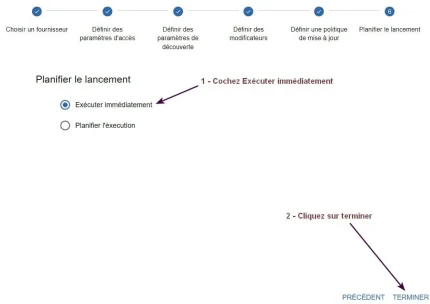 6
Choisir un fournisseur
Définir des
paramètres d'accès
Définir des
paramètres de
découverte
Définir des
modificateurs
Définir une politique
de mise à jour
Planifier le lancement
Planifier le lancement
1 - Cochez Exécuter immédiatement
Exécuter immédiatement
Planifier l'éxecution
2 - Cliquez sur terminer
PRÉCÉDENT TERMINER